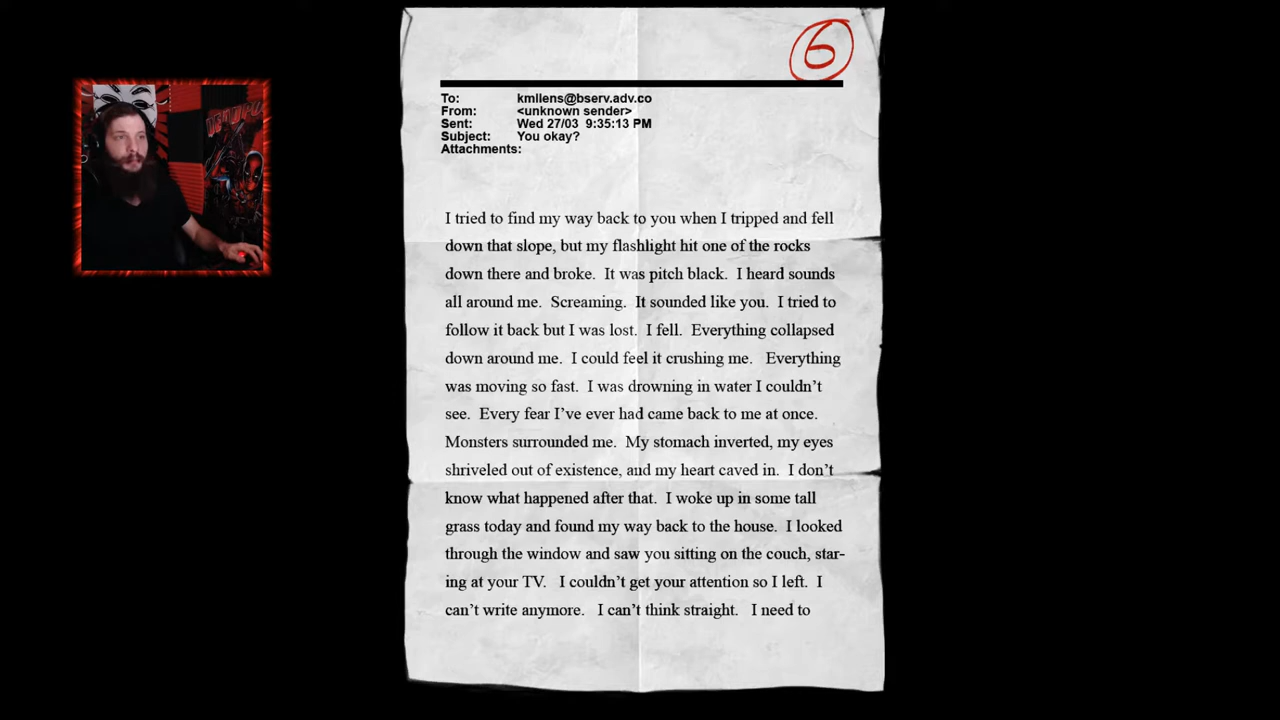 6
To: kmllens@bserv.adv.co
From: <unknown sender>
Sent: Wed 27/03 9:35:13 PM
Subject: You okay?
Attachments:
I tried to find my way back to you when I tripped and fell
down that slope, but my flashlight hit one of the rocks
down there and broke. It was pitch black. I heard sounds
all around me. Screaming. It sounded like you. I tried to
follow it back but I was lost. I fell. Everything collapsed
down around me. I could feel it crushing me. Everything
was moving so fast. I was drowning in water I couldn't
see. Every fear I've ever had came back to me at once.
Monsters surrounded me. My stomach inverted, my eyes
shriveled out of existence, and my heart caved in. I don't
know what happened after that. I woke up in some tall
grass today and found my way back to the house. I looked
through the window and saw you sitting on the couch, star-
ing at your TV. I couldn't get your attention so I left. I
can't write anymore. I can't think straight. I need to